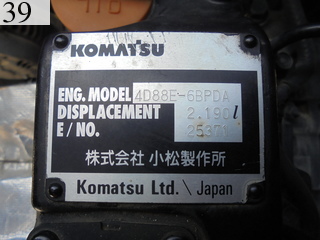 39
KOMATSU
ENG. MODEL 4D88E-6BPDA
DISPLACEMENT 2.190 ℓ
E / NO.
株式会社 小松製作所
Komatsu Ltd. \ Japan